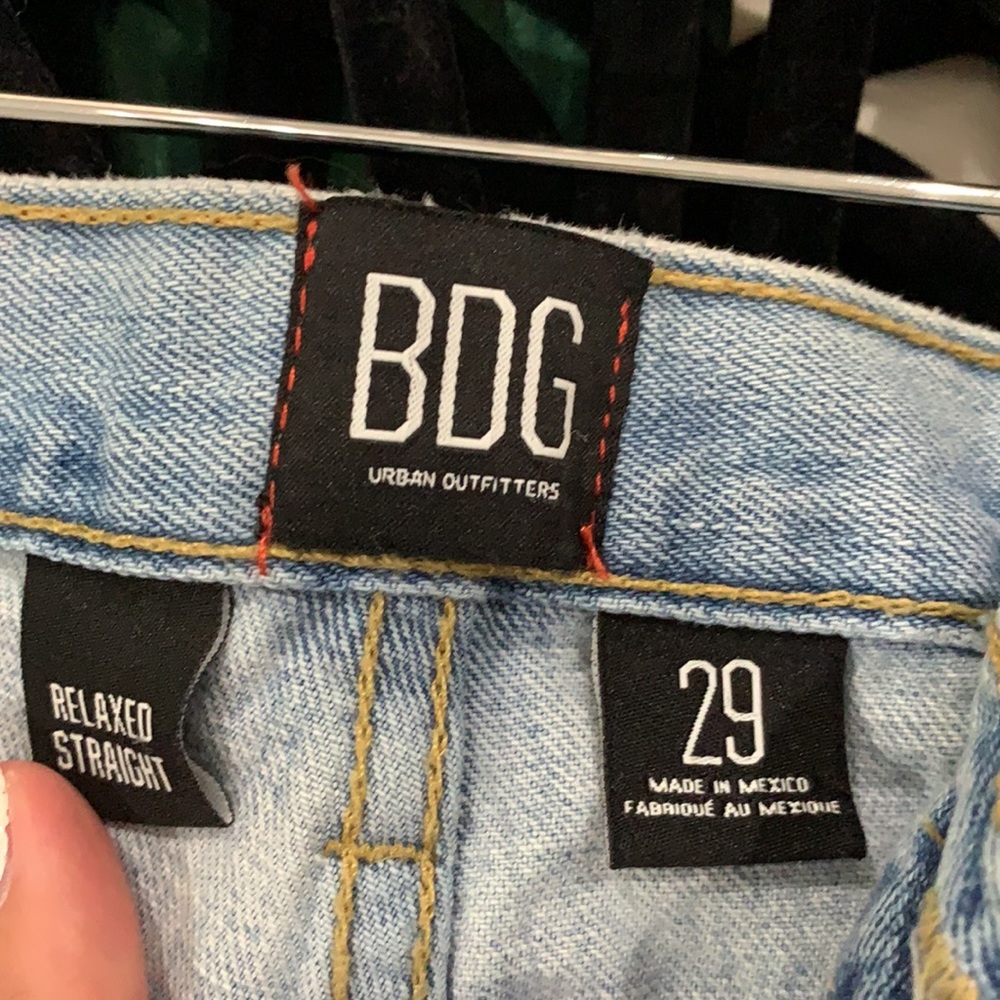 BDG
URBAN OUTFITTERS
RELAXED
STRAIGHT
29
MADE IN MEXICO
FABRIQUÉ AU MEXIQUE